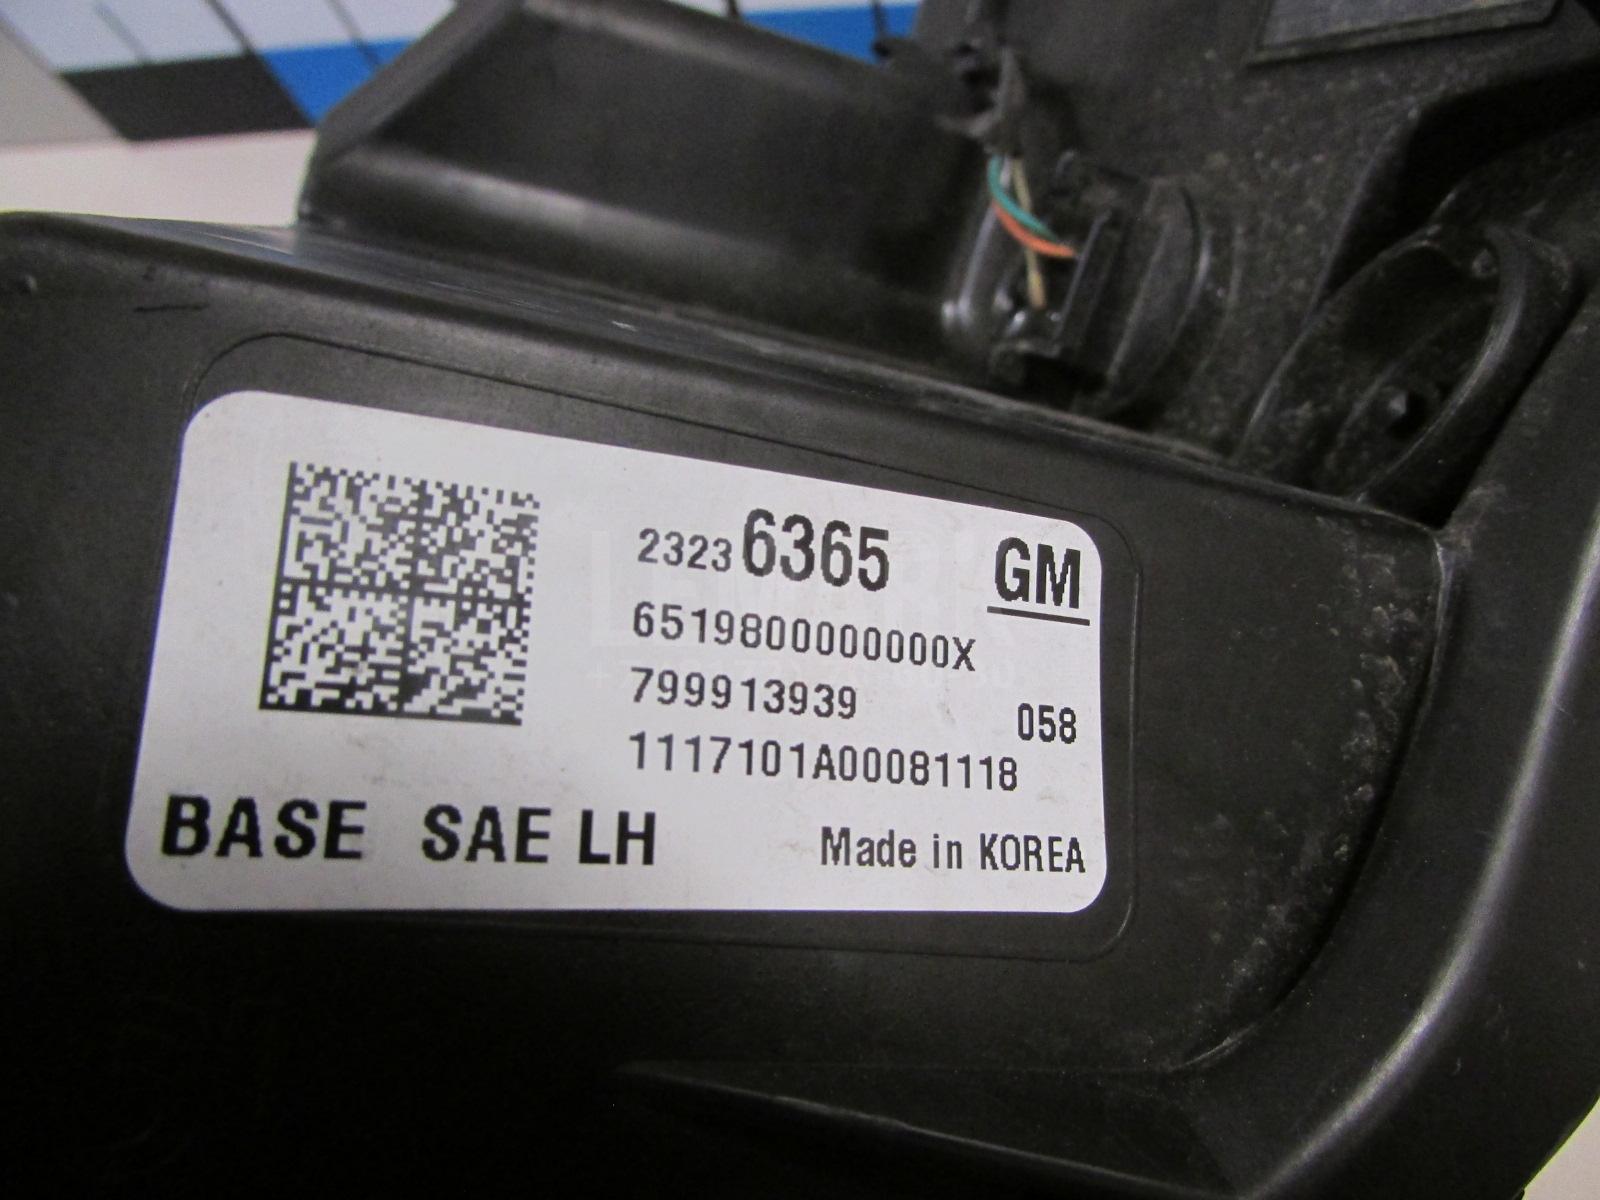 23236365 GM
6519800000000X
799913939 058
1117101A00081118
BASE SAE LH Made in KOREA